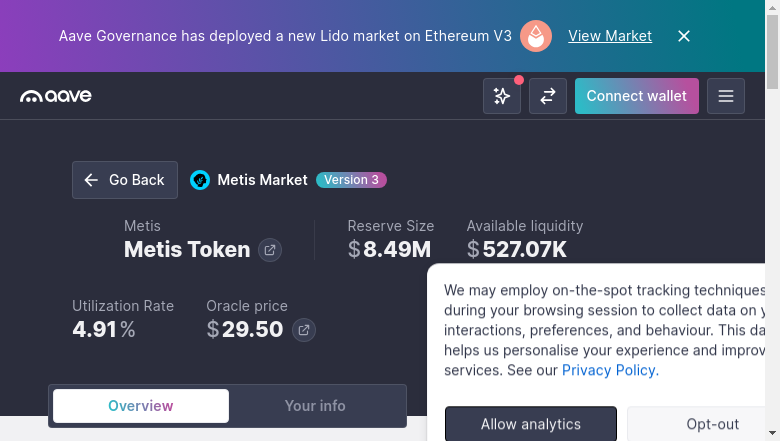 Aave Governance has deployed a new Lido market on Ethereum V3 View Market
aave
Connect wallet
Go Back
Metis Market
Version 3
Metis
Metis Token
Reserve Size
$8.49M
Available liquidity
$527.07K
Utilization Rate
4.91%
Oracle price
$29.50
We may employ on-the-spot tracking techniques
during your browsing session to collect data on y
interactions, preferences, and behaviour. This da
helps us personalise your experience and improv
services. See our Privacy Policy.
Allow analytics
Opt-out
Overview
Your info